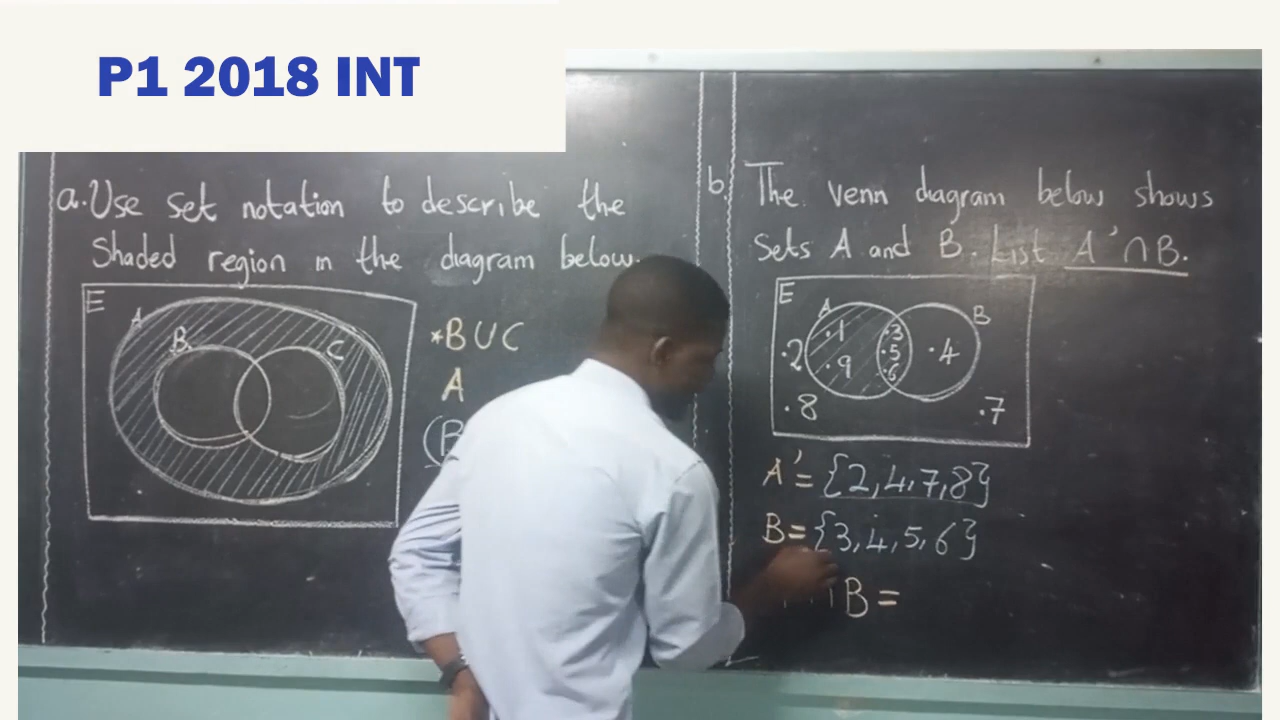 P1 2018 INT
a. Use set notation to describe the
shaded region in the diagram below.
E
A
B
C
*B U C
A
(B
b. The venn diagram below shows
sets A and B. List A' ∩ B.
E
A
B
.1
.3
.2
.5
.4
.9
.6
.8
.7
A' = {2, 4, 7, 8}
B = {3, 4, 5, 6}
∩ B =